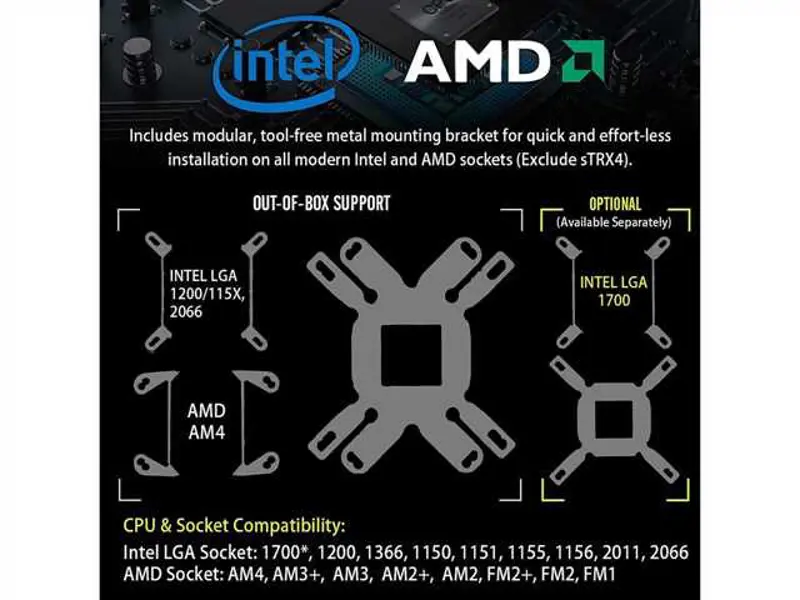 intel AMD
Includes modular, tool-free metal mounting bracket for quick and effort-less
installation on all modern Intel and AMD sockets (Exclude sTRX4).
OUT-OF-BOX SUPPORT
INTEL LGA
1200/115X,
2066
AMD
AM4
OPTIONAL
(Available Separately)
INTEL LGA
1700
CPU & Socket Compatibility:
Intel LGA Socket: 1700*, 1200, 1366, 1150, 1151, 1155, 1156, 2011, 2066
AMD Socket: AM4, AM3+, AM3, AM2+, AM2, FM2+, FM2, FM1